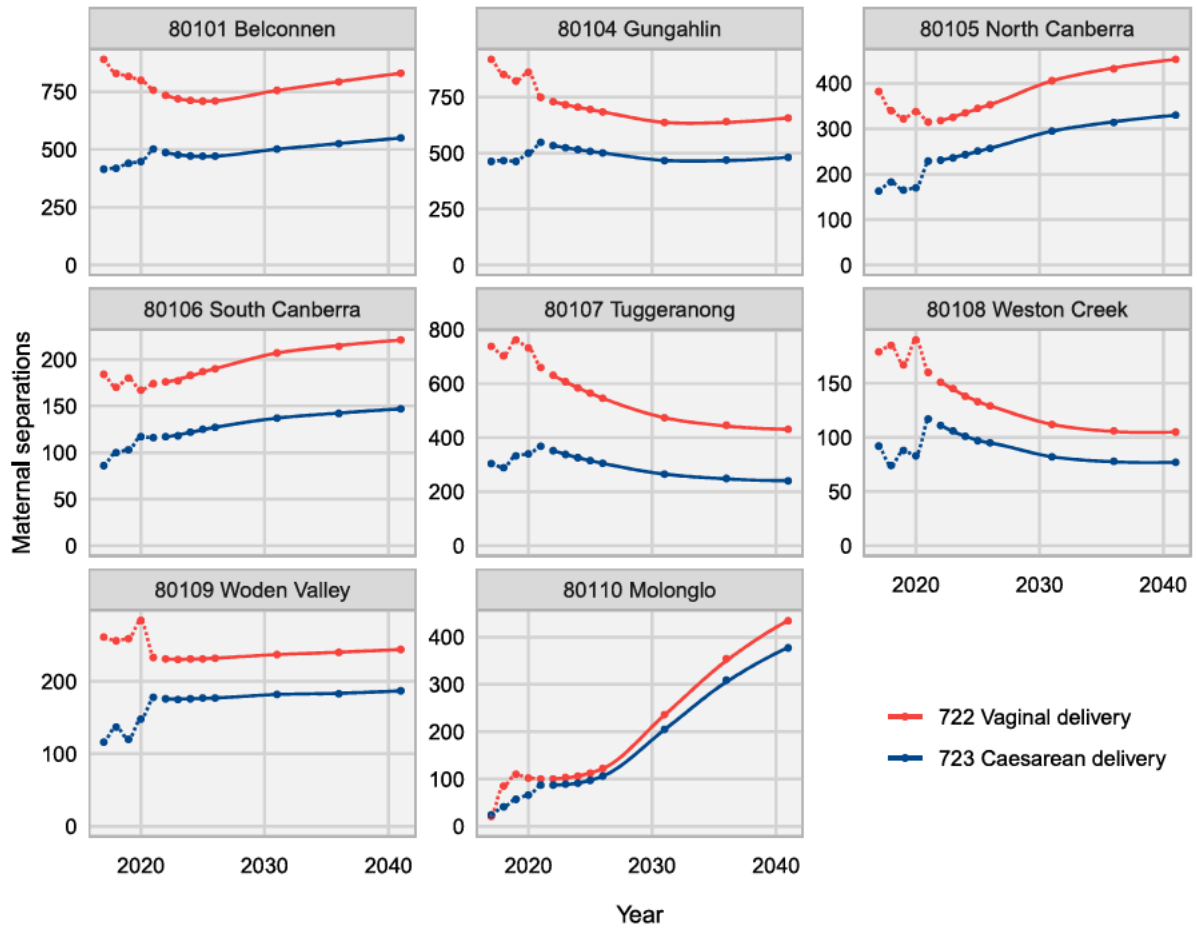 80101 Belconnen
80104 Gungahlin
80105 North Canberra
750
500
250
0
750
500
250
0
400
300
200
100
0
80106 South Canberra
80107 Tuggeranong
80108 Weston Creek
200
150
100
50
0
800
600
400
200
0
150
100
50
0
2020 2030 2040
Maternal separations
80109 Woden Valley
80110 Molonglo
200
100
0
400
300
200
100
0
722 Vaginal delivery
723 Caesarean delivery
2020 2030 2040
2020 2030 2040
Year